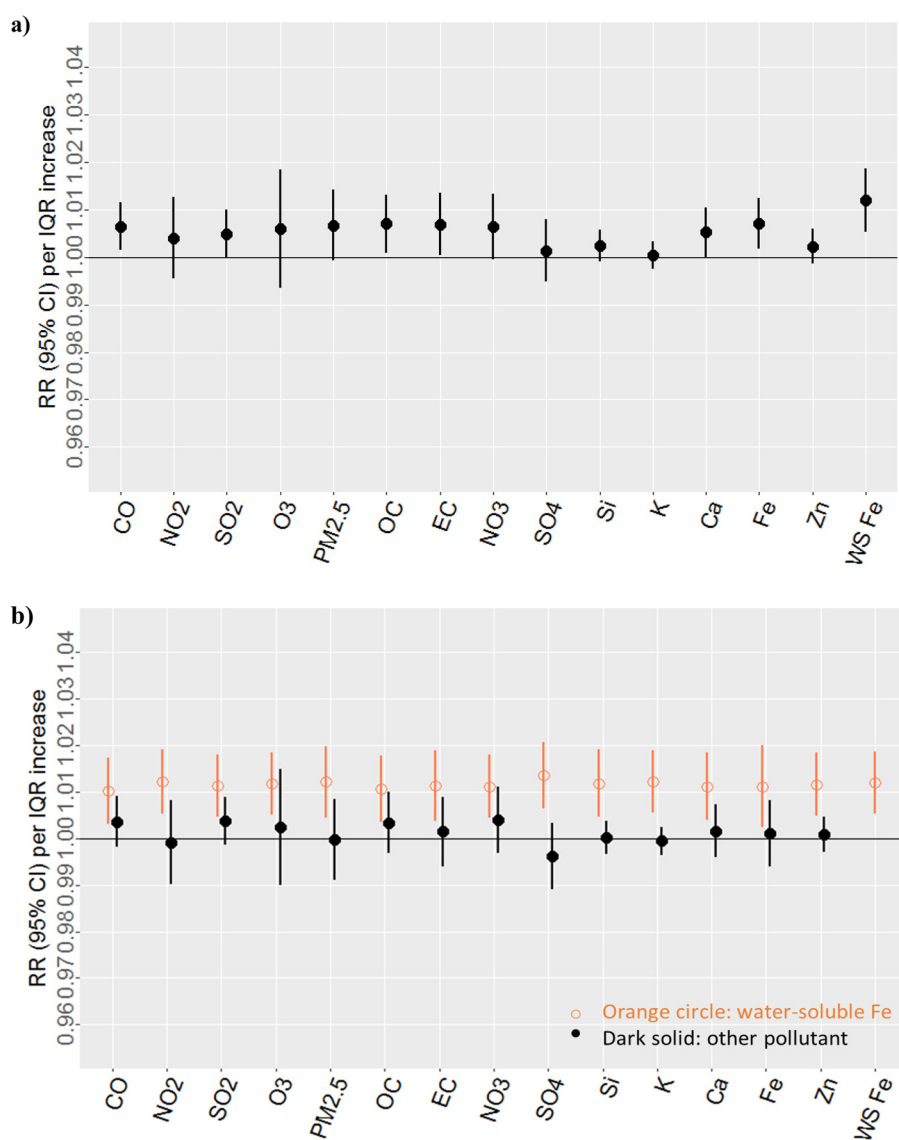 a)
RR (95% CI) per IQR increase
1.04
1.03
1.02
1.01
1.00
0.99
0.98
0.97
0.96
CO
NO2
SO2
O3
PM2.5
OC
EC
NO3
SO4
Si
K
Ca
Fe
Zn
WS Fe
b)
RR (95% CI) per IQR increase
1.04
1.03
1.02
1.01
1.00
0.99
0.98
0.97
0.96
Orange circle: water-soluble Fe
Dark solid: other pollutant
CO
NO2
SO2
O3
PM2.5
OC
EC
NO3
SO4
Si
K
Ca
Fe
Zn
WS Fe